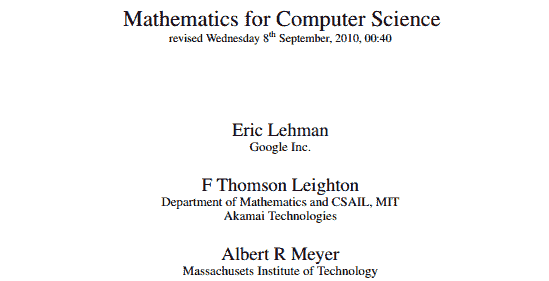 Mathematics for Computer Science
revised Wednesday 8th September, 2010, 00:40
Eric Lehman
Google Inc.
F Thomson Leighton
Department of Mathematics and CSAIL, MIT
Akamai Technologies
Albert R Meyer
Massachusets Institute of Technology